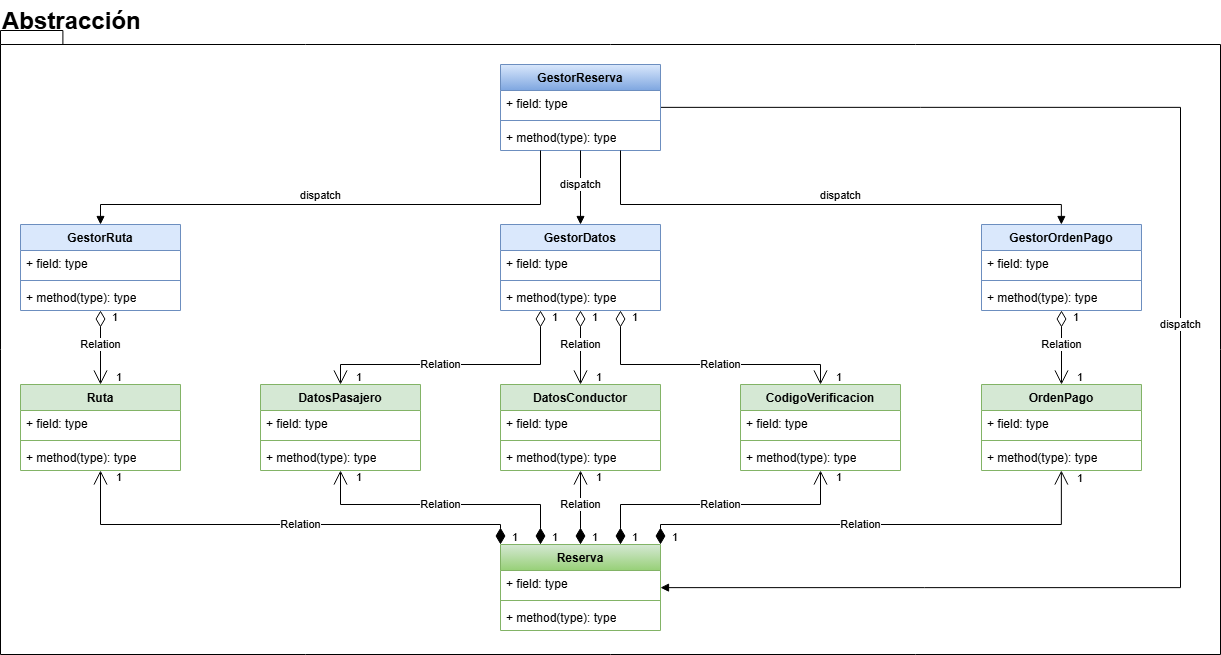 Abstracción
GestorReserva
+ field: type
+ method(type): type
dispatch
dispatch
dispatch
GestorRuta
+ field: type
+ method(type): type
GestorDatos
+ field: type
+ method(type): type
GestorOrdenPago
+ field: type
+ method(type): type
1
1
1
1
1
dispatch
Relation
Relation
Relation
Relation
Relation
1
1
1
1
1
Ruta
+ field: type
+ method(type): type
DatosPasajero
+ field: type
+ method(type): type
DatosConductor
+ field: type
+ method(type): type
CodigoVerificacion
+ field: type
+ method(type): type
OrdenPago
+ field: type
+ method(type): type
1
1
1
1
1
Relation
Relation
Relation
Relation
Relation
1
1
1
1
1
Reserva
+ field: type
+ method(type): type